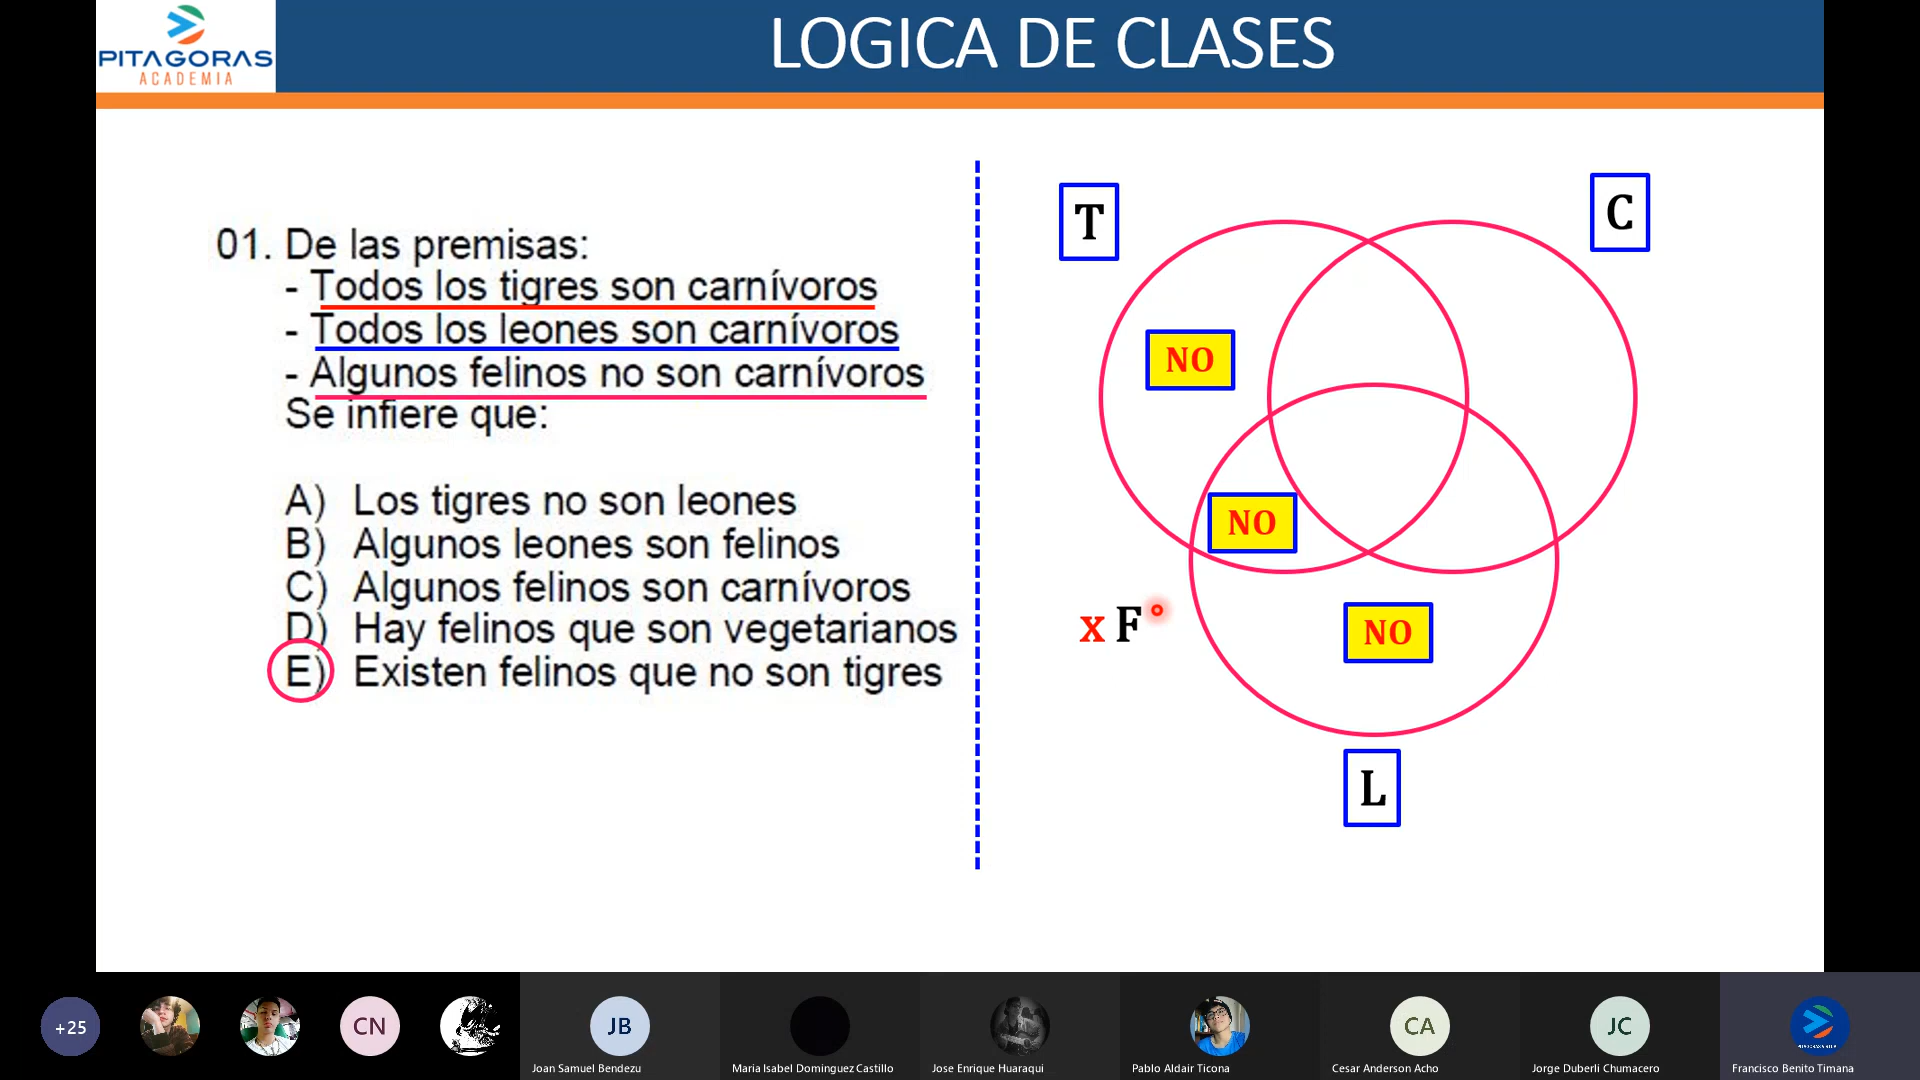 PITAGORAS
ACADEMIA
LOGICA DE CLASES
01. De las premisas:
- Todos los tigres son carnívoros
- Todos los leones son carnívoros
- Algunos felinos no son carnívoros
Se infiere que:
A) Los tigres no son leones
B) Algunos leones son felinos
C) Algunos felinos son carnívoros
D) Hay felinos que son vegetarianos
E) Existen felinos que no son tigres
T
C
NO
NO
x F
NO
L
+25
CN
JB
CA
JC
Joan Samuel Bendezu
Maria Isabel Dominguez Castillo
Jose Enrique Huaraqui
Pablo Aldair Ticona
Cesar Anderson Acho
Jorge Duberli Chumacero
Francisco Benito Timana